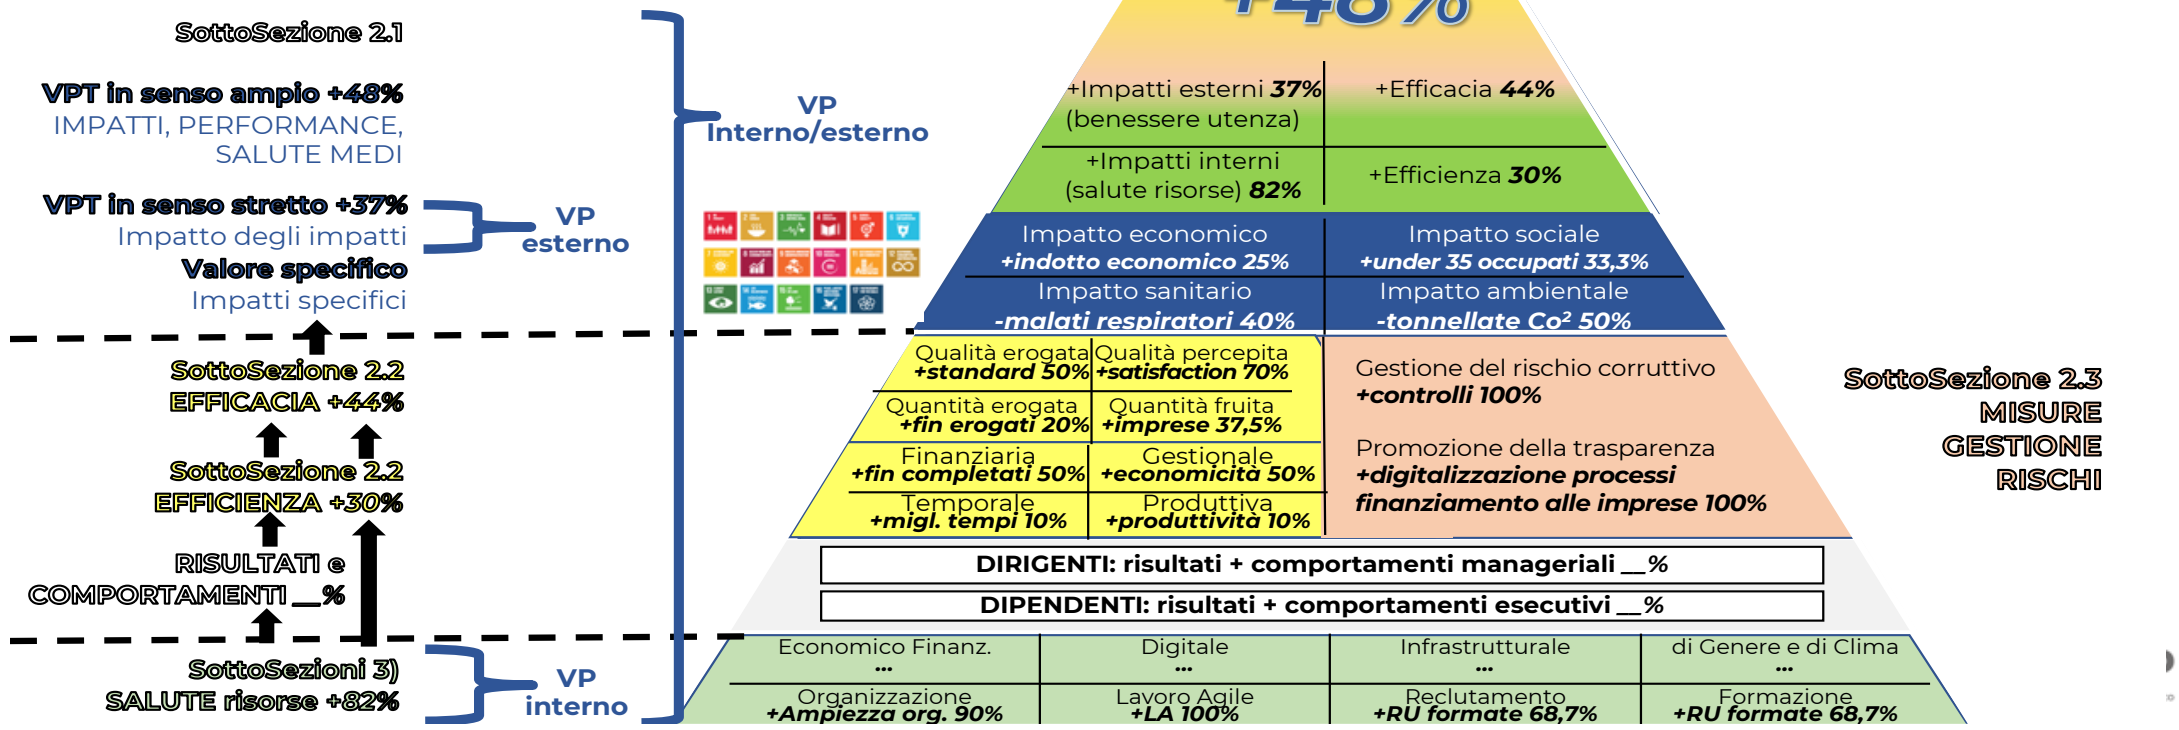 SottoSezione 2.1
VPT in senso ampio +48%
IMPATTI, PERFORMANCE,
SALUTE MEDI
VPT in senso stretto +37%
Impatto degli impatti
Valore specifico
Impatti specifici
SottoSezione 2.2
EFFICACIA +44%
SottoSezione 2.2
EFFICIENZA +30%
RISULTATI e
COMPORTAMENTI __%
SottoSezioni 3)
SALUTE risorse +82%
VP
esterno
VP
interno
VP
Interno/esterno
+48%
+Impatti esterni 37%
(benessere utenza)
+Efficacia 44%
+Impatti interni
(salute risorse) 82%
+Efficienza 30%
Impatto economico
+indotto economico 25%
Impatto sociale
+under 35 occupati 33,3%
Impatto sanitario
-malati respiratori 40%
Impatto ambientale
-tonnellate Co² 50%
Qualità erogata
+standard 50%
Qualità percepita
+satisfaction 70%
Quantità erogata
+fin erogati 20%
Quantità fruita
+imprese 37,5%
Finanziaria
+fin completati 50%
Gestionale
+economicità 50%
Temporale
+migl. tempi 10%
Produttiva
+produttività 10%
Gestione del rischio corruttivo
+controlli 100%
Promozione della trasparenza
+digitalizzazione processi
finanziamento alle imprese 100%
SottoSezione 2.3
MISURE
GESTIONE
RISCHI
DIRIGENTI: risultati + comportamenti manageriali __%
DIPENDENTI: risultati + comportamenti esecutivi __%
Economico Finanz.
...
Digitale
...
Infrastrutturale
...
di Genere e di Clima
...
Organizzazione
+Ampiezza org. 90%
Lavoro Agile
+LA 100%
Reclutamento
+RU formate 68,7%
Formazione
+RU formate 68,7%